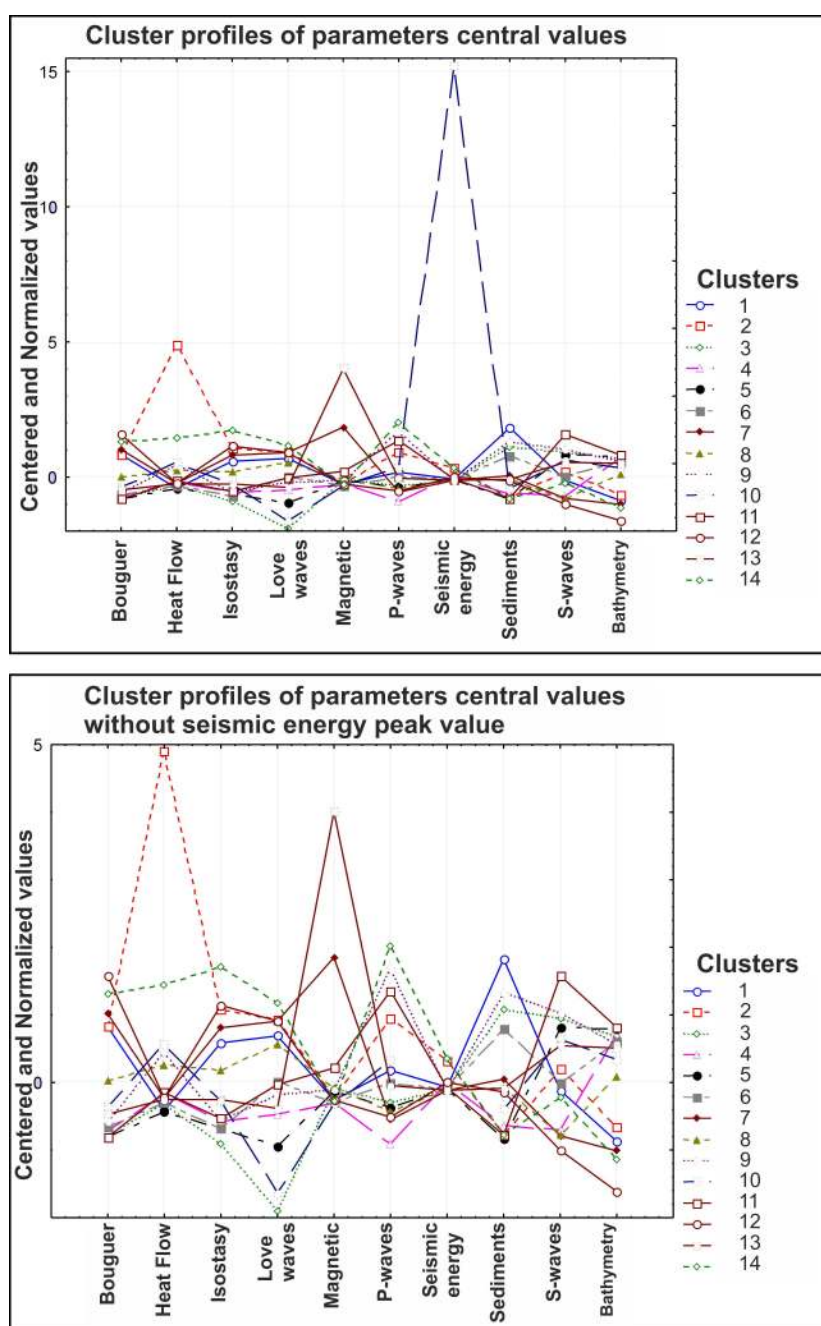 Cluster profiles of parameters central values
Centered and Normalized values
15
10
5
0
Bouguer
Heat Flow
Isostasy
Love
waves
Magnetic
P-waves
Seismic
energy
Sediments
S-waves
Bathymetry
Clusters
1
2
3
4
5
6
7
8
9
10
11
12
13
14
Cluster profiles of parameters central values
without seismic energy peak value
Centered and Normalized values
5
0
Bouguer
Heat Flow
Isostasy
Love
waves
Magnetic
P-waves
Seismic
energy
Sediments
S-waves
Bathymetry
Clusters
1
2
3
4
5
6
7
8
9
10
11
12
13
14